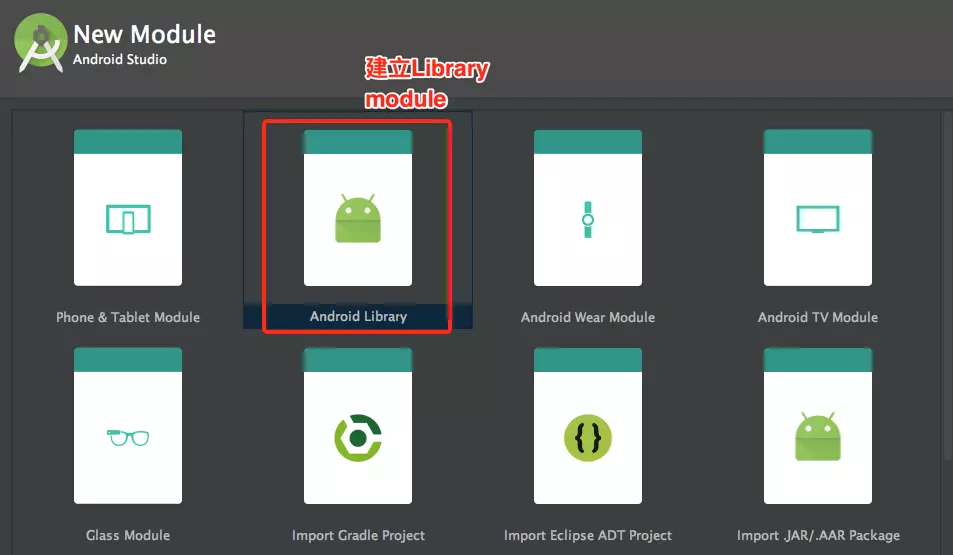 New Module
Android Studio
建立Library
module
Phone & Tablet Module
Android Library
Android Wear Module
Android TV Module
{}
Glass Module
Import Gradle Project
Import Eclipse ADT Project
Import .JAR/.AAR Package